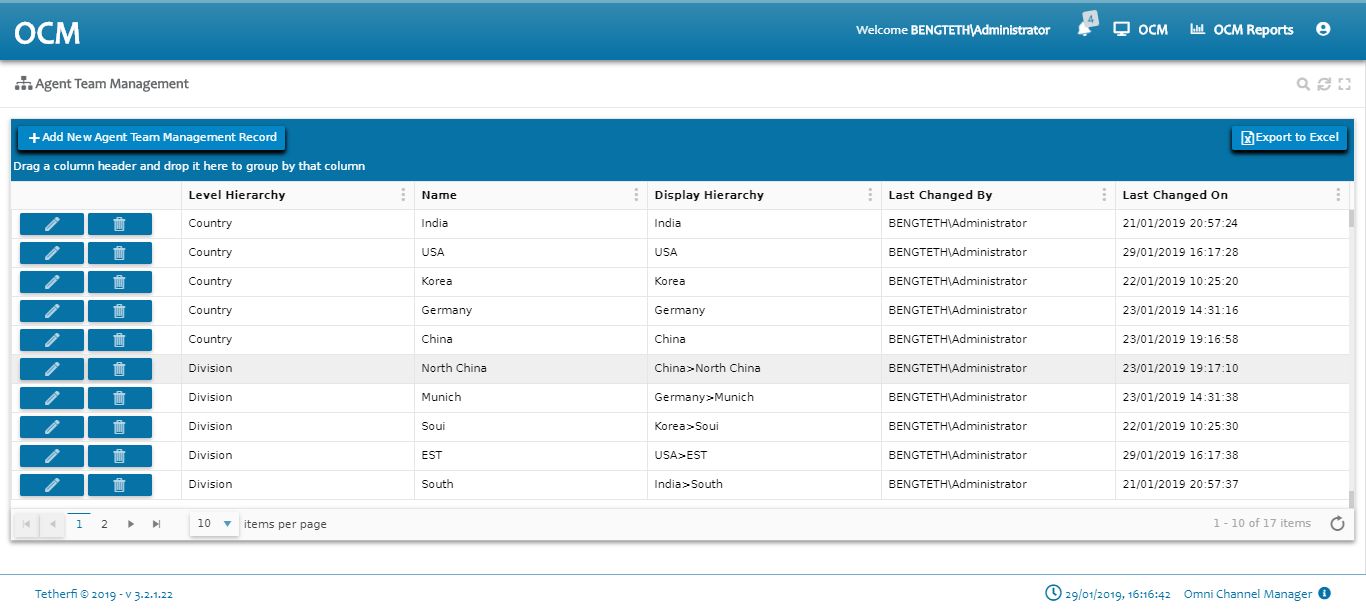 OCM
Welcome BENGTETH\Administrator
4
OCM
OCM Reports
Agent Team Management
Add New Agent Team Management Record
Export to Excel
Drag a column header and drop it here to group by that column
Level Hierarchy Name Display Hierarchy Last Changed By Last Changed On
Country India India BENGTETH\Administrator 21/01/2019 20:57:24
Country USA USA BENGTETH\Administrator 29/01/2019 16:17:28
Country Korea Korea BENGTETH\Administrator 22/01/2019 10:25:20
Country Germany Germany BENGTETH\Administrator 23/01/2019 14:31:16
Country China China BENGTETH\Administrator 23/01/2019 19:16:58
Division North China China>North China BENGTETH\Administrator 23/01/2019 19:17:10
Division Munich Germany>Munich BENGTETH\Administrator 23/01/2019 14:31:38
Division Soui Korea>Soui BENGTETH\Administrator 22/01/2019 10:25:30
Division EST USA>EST BENGTETH\Administrator 29/01/2019 16:17:38
Division South India>South BENGTETH\Administrator 21/01/2019 20:57:37
1 2 10 items per page 1 - 10 of 17 items
Tetherfi © 2019 - v 3.2.1.22 29/01/2019, 16:16:42 Omni Channel Manager